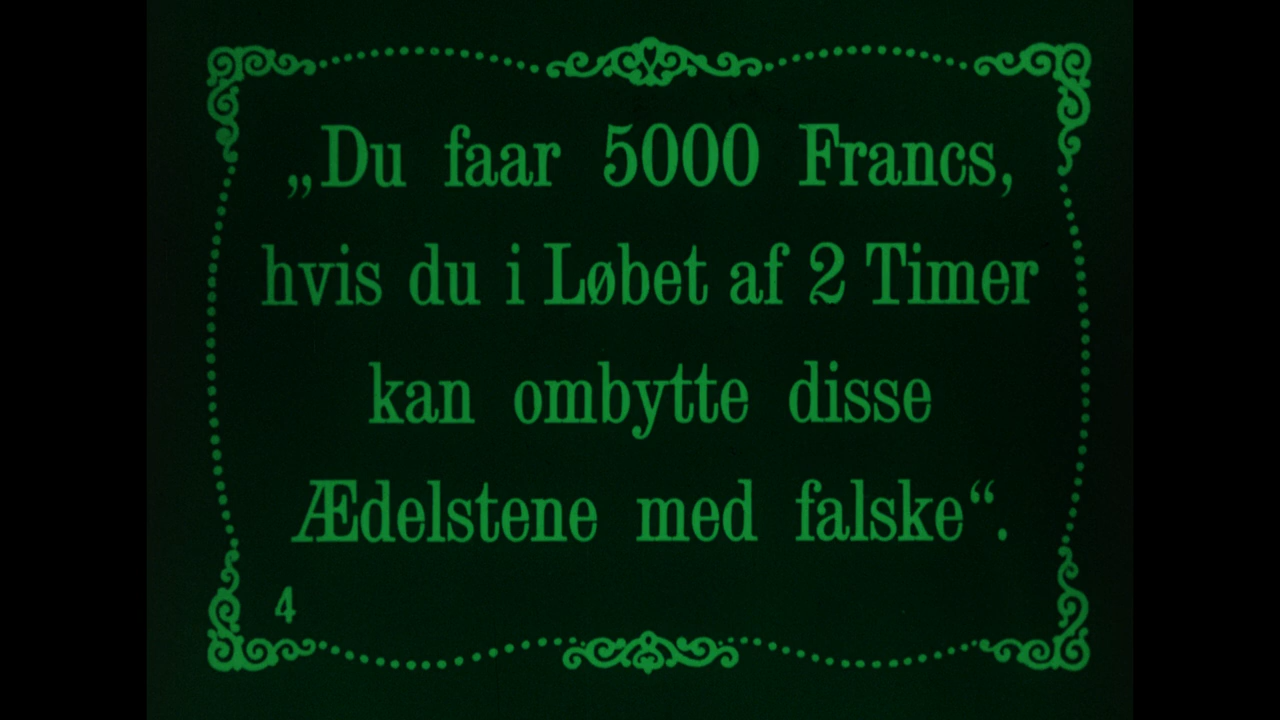 „Du faar 5000 Francs,
hvis du i Løbet af 2 Timer
kan ombytte disse
Ædelstene med falske“.
4